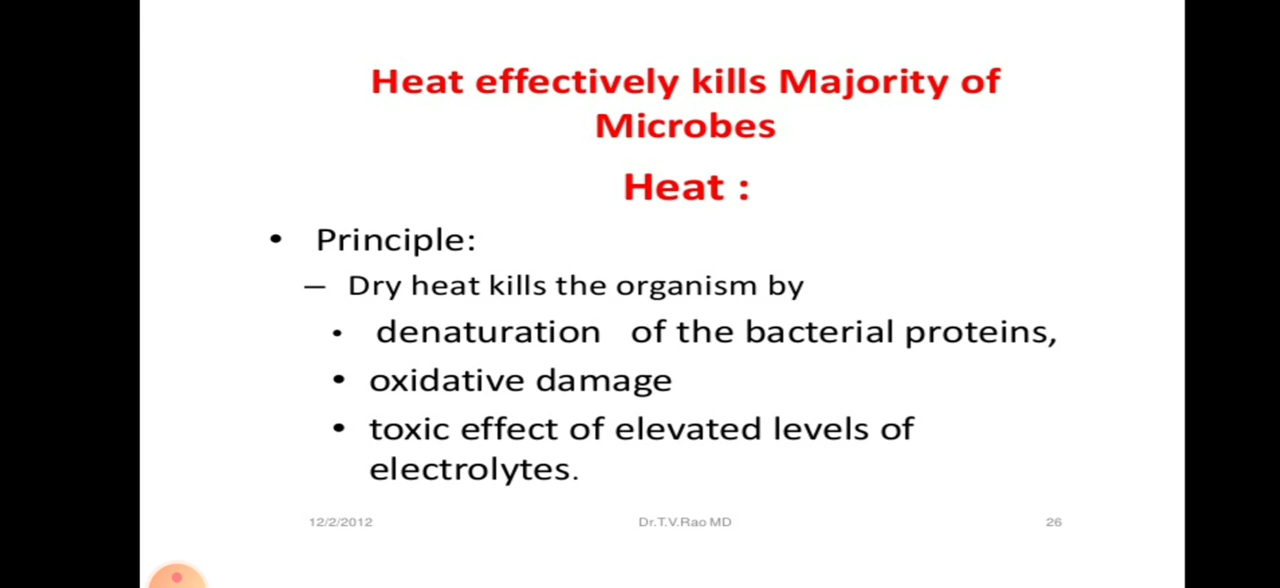 Heat effectively kills Majority of
Microbes
Heat :
• Principle:
– Dry heat kills the organism by
• denaturation of the bacterial proteins,
• oxidative damage
• toxic effect of elevated levels of
electrolytes.
12/2/2012 Dr.T.V.Rao MD 26